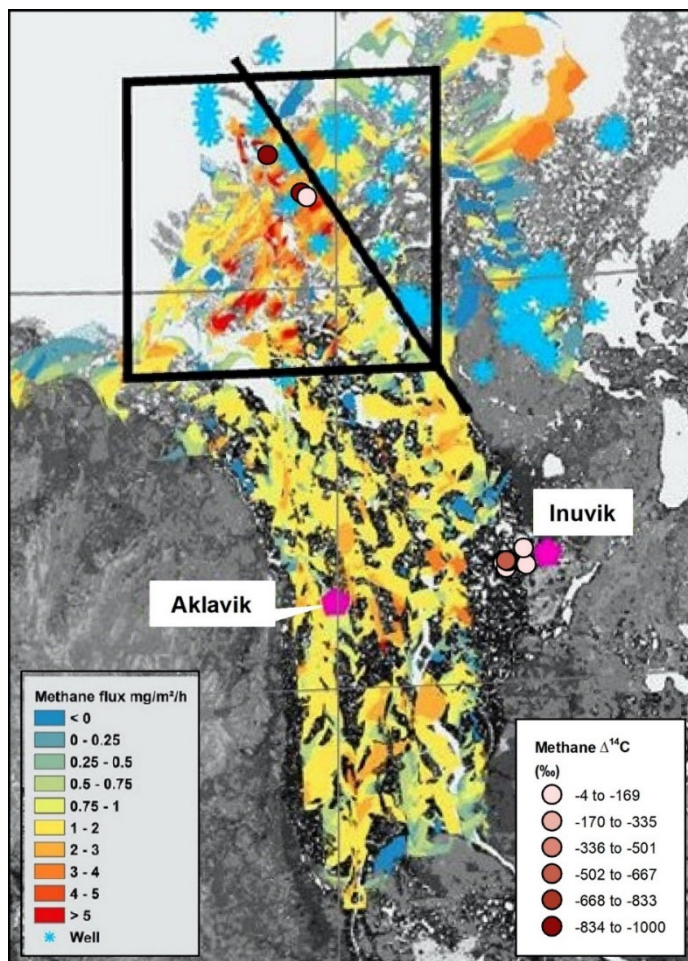 Inuvik
Aklavik
Methane flux mg/m²/h
< 0
0 - 0.25
0.25 - 0.5
0.5 - 0.75
0.75 - 1
1 - 2
2 - 3
3 - 4
4 - 5
> 5
Well
Methane Δ¹⁴C
(‰)
-4 to -169
-170 to -335
-336 to -501
-502 to -667
-668 to -833
-834 to -1000